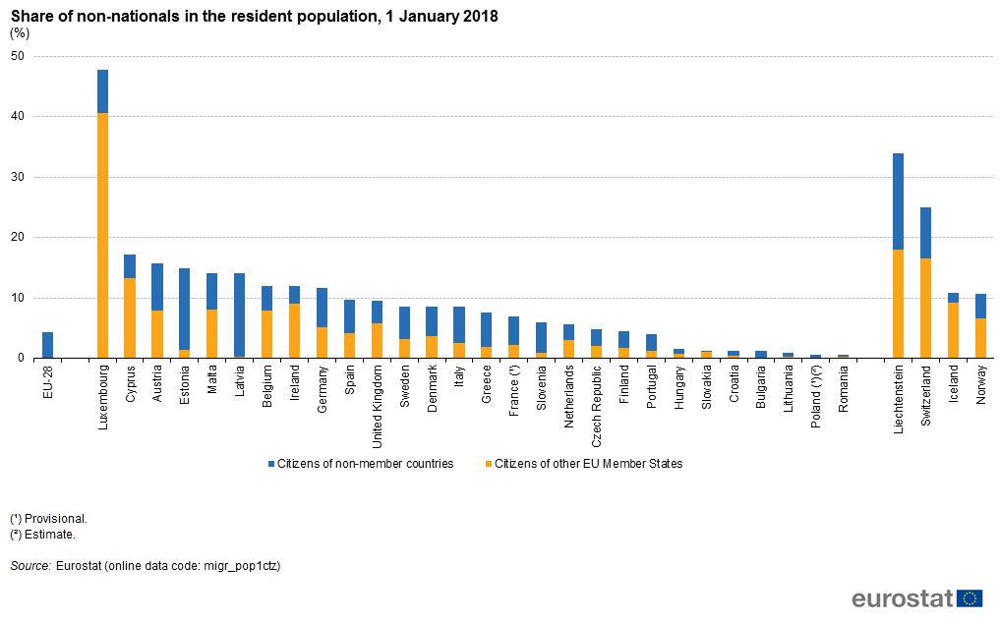 Share of non-nationals in the resident population, 1 January 2018
(%)
50
40
30
20
10
0
EU-28
Luxembourg
Cyprus
Austria
Estonia
Malta
Latvia
Belgium
Ireland
Germany
Spain
United Kingdom
Sweden
Denmark
Italy
Greece
France (¹)
Slovenia
Netherlands
Czech Republic
Finland
Portugal
Hungary
Slovakia
Croatia
Bulgaria
Lithuania
Poland (¹)(²)
Romania
Liechtenstein
Switzerland
Iceland
Norway
Citizens of non-member countries
Citizens of other EU Member States
(¹) Provisional.
(²) Estimate.
Source: Eurostat (online data code: migr_pop1ctz)
eurostat